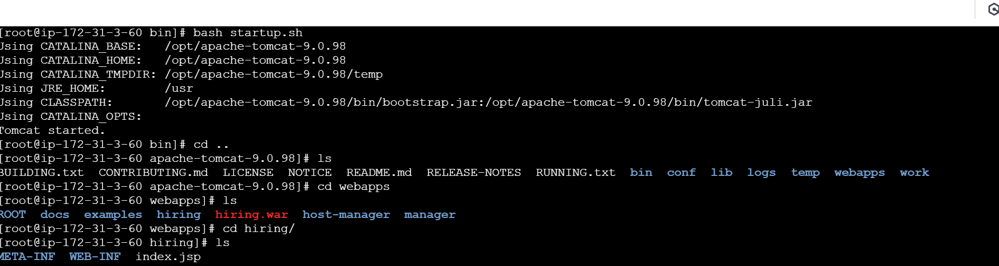 [root@ip-172-31-3-60 bin]# bash startup.sh
Using CATALINA_BASE:   /opt/apache-tomcat-9.0.98
Using CATALINA_HOME:   /opt/apache-tomcat-9.0.98
Using CATALINA_TMPDIR: /opt/apache-tomcat-9.0.98/temp
Using JRE_HOME:        /usr
Using CLASSPATH:       /opt/apache-tomcat-9.0.98/bin/bootstrap.jar:/opt/apache-tomcat-9.0.98/bin/tomcat-juli.jar
Using CATALINA_OPTS:
Tomcat started.
[root@ip-172-31-3-60 bin]# cd ..
[root@ip-172-31-3-60 apache-tomcat-9.0.98]# ls
BUILDING.txt  CONTRIBUTING.md  LICENSE  NOTICE  README.md  RELEASE-NOTES  RUNNING.txt  bin  conf  lib  logs  temp  webapps  work
[root@ip-172-31-3-60 apache-tomcat-9.0.98]# cd webapps
[root@ip-172-31-3-60 webapps]# ls
ROOT  docs  examples  hiring  hiring.war  host-manager  manager
[root@ip-172-31-3-60 webapps]# cd hiring/
[root@ip-172-31-3-60 hiring]# ls
META-INF  WEB-INF  index.jsp